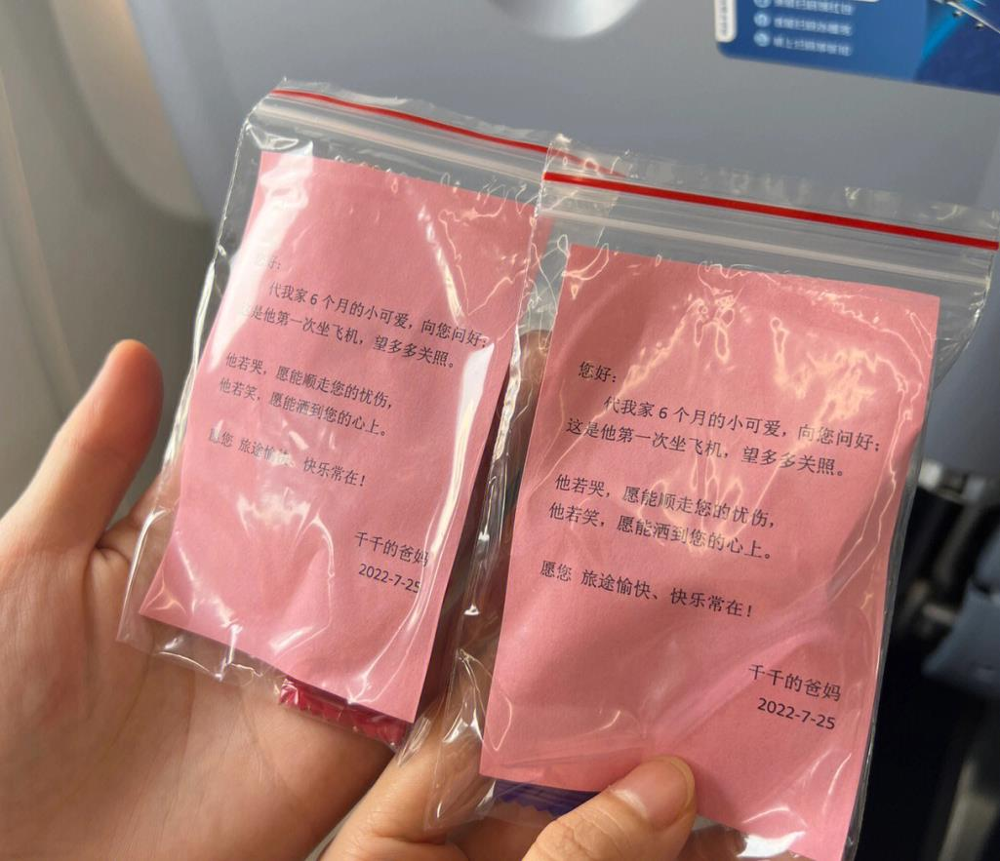 好：
代我家6个月的小可爱，向您问好；
是他第一次坐飞机，望多多关照。
他若哭，愿能顺走您的忧伤，
他若笑，愿能洒到您的心上。
愿您 旅途愉快、快乐常在！
千千的爸妈
2022-7-25
您好：
代我家6个月的小可爱，向您问好；
这是他第一次坐飞机，望多多关照。
他若哭，愿能顺走您的忧伤，
他若笑，愿能洒到您的心上。
愿您 旅途愉快、快乐常在！
千千的爸妈
2022-7-25